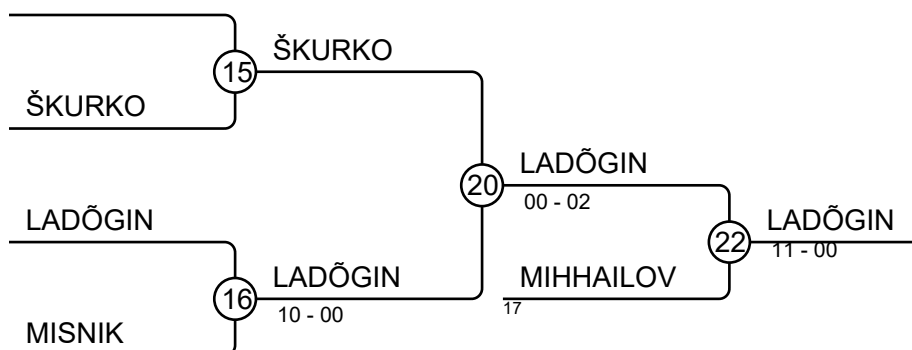 ŠKURKO
15
ŠKURKO
LADÕGIN
20
00 - 02
LADÕGIN
LADÕGIN
22
11 - 00
LADÕGIN
MIHHAILOV
16
17
10 - 00
MISNIK